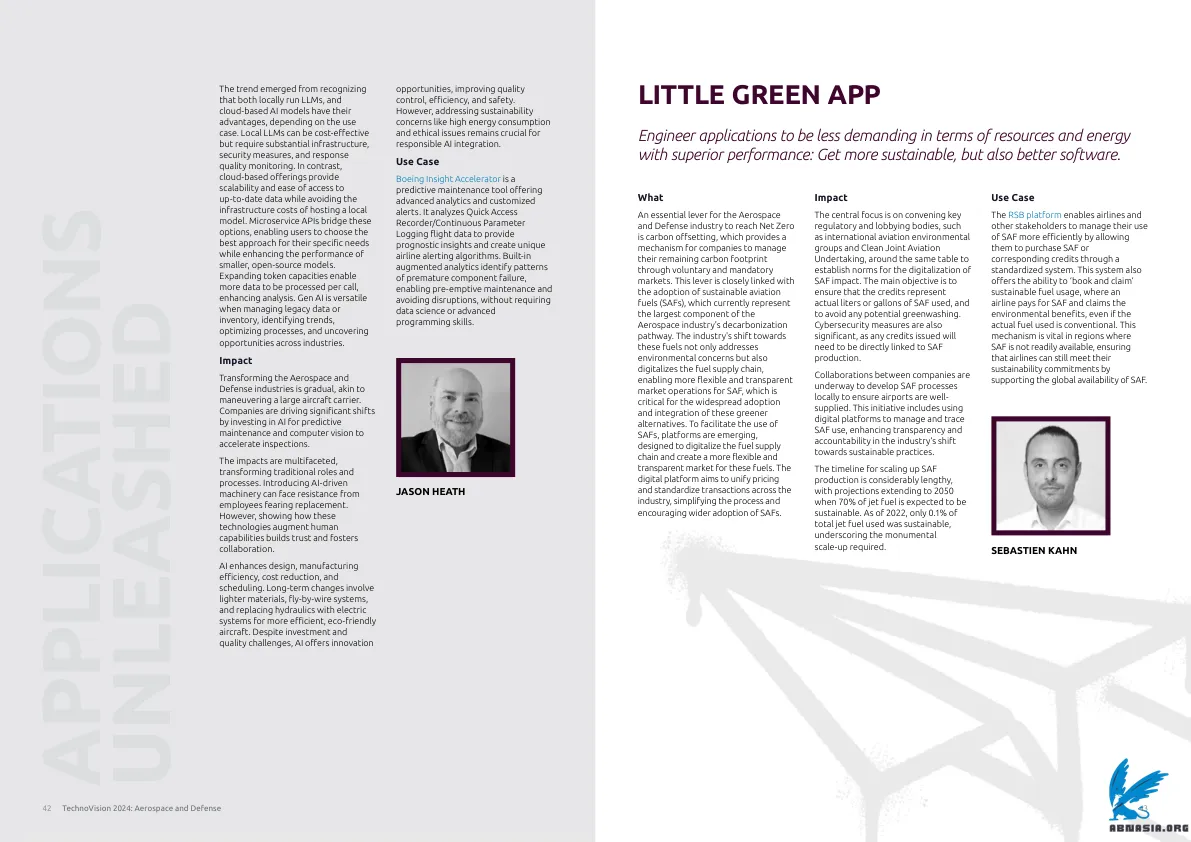 APPLICATIONS
UNLEASHED
The trend emerged from recognizing
that both locally run LLMs, and
cloud-based AI models have their
advantages, depending on the use
case. Local LLMs can be cost-effective
but require substantial infrastructure,
security measures, and response
quality monitoring. In contrast,
cloud-based offerings provide
scalability and ease of access to
up-to-date data while avoiding the
infrastructure costs of hosting a local
model. Microservice APIs bridge these
options, enabling users to choose the
best approach for their specific needs
while enhancing the performance of
smaller, open-source models.
Expanding token capacities enable
more data to be processed per call,
enhancing analysis. Gen AI is versatile
when managing legacy data or
inventory, identifying trends,
optimizing processes, and uncovering
opportunities across industries.
Impact
Transforming the Aerospace and
Defense industries is gradual, akin to
maneuvering a large aircraft carrier.
Companies are driving significant shifts
by investing in AI for predictive
maintenance and computer vision to
accelerate inspections.
The impacts are multifaceted,
transforming traditional roles and
processes. Introducing AI-driven
machinery can face resistance from
employees fearing replacement.
However, showing how these
technologies augment human
capabilities builds trust and fosters
collaboration.
AI enhances design, manufacturing
efficiency, cost reduction, and
scheduling. Long-term changes involve
lighter materials, fly-by-wire systems,
and replacing hydraulics with electric
systems for more efficient, eco-friendly
aircraft. Despite investment and
quality challenges, AI offers innovation
opportunities, improving quality
control, efficiency, and safety.
However, addressing sustainability
concerns like high energy consumption
and ethical issues remains crucial for
responsible AI integration.
Use Case
Boeing Insight Accelerator is a
predictive maintenance tool offering
advanced analytics and customized
alerts. It analyzes Quick Access
Recorder/Continuous Parameter
Logging flight data to provide
prognostic insights and create unique
airline alerting algorithms. Built-in
augmented analytics identify patterns
of premature component failure,
enabling pre-emptive maintenance and
avoiding disruptions, without requiring
data science or advanced
programming skills.
JASON HEATH
42 TechnoVision 2024: Aerospace and Defense
LITTLE GREEN APP
Engineer applications to be less demanding in terms of resources and energy
with superior performance: Get more sustainable, but also better software.
What
An essential lever for the Aerospace
and Defense industry to reach Net Zero
is carbon offsetting, which provides a
mechanism for companies to manage
their remaining carbon footprint
through voluntary and mandatory
markets. This lever is closely linked with
the adoption of sustainable aviation
fuels (SAFs), which currently represent
the largest component of the
Aerospace industry's decarbonization
pathway. The industry's shift towards
these fuels not only addresses
environmental concerns but also
digitalizes the fuel supply chain,
enabling more flexible and transparent
market operations for SAF, which is
critical for the widespread adoption
and integration of these greener
alternatives. To facilitate the use of
SAFs, platforms are emerging,
designed to digitalize the fuel supply
chain and create a more flexible and
transparent market for these fuels. The
digital platform aims to unify pricing
and standardize transactions across the
industry, simplifying the process and
encouraging wider adoption of SAFs.
Impact
The central focus is on convening key
regulatory and lobbying bodies, such
as international aviation environmental
groups and Clean Joint Aviation
Undertaking, around the same table to
establish norms for the digitalization of
SAF impact. The main objective is to
ensure that the credits represent
actual liters or gallons of SAF used, and
to avoid any potential greenwashing.
Cybersecurity measures are also
significant, as any credits issued will
need to be directly linked to SAF
production.
Collaborations between companies are
underway to develop SAF processes
locally to ensure airports are well-
supplied. This initiative includes using
digital platforms to manage and trace
SAF use, enhancing transparency and
accountability in the industry's shift
towards sustainable practices.
The timeline for scaling up SAF
production is considerably lengthy,
with projections extending to 2050
when 70% of jet fuel is expected to be
sustainable. As of 2022, only 0.1% of
total jet fuel used was sustainable,
underscoring the monumental
scale-up required.
Use Case
The RSB platform enables airlines and
other stakeholders to manage their use
of SAF more efficiently by allowing
them to purchase SAF or
corresponding credits through a
standardized system. This system also
offers the ability to 'book and claim'
sustainable fuel usage, where an
airline pays for SAF and claims the
environmental benefits, even if the
actual fuel used is conventional. This
mechanism is vital in regions where
SAF is not readily available, ensuring
that airlines can still meet their
sustainability commitments by
supporting the global availability of SAF.
SEBASTIEN KAHN
43
ABNASIA.ORG